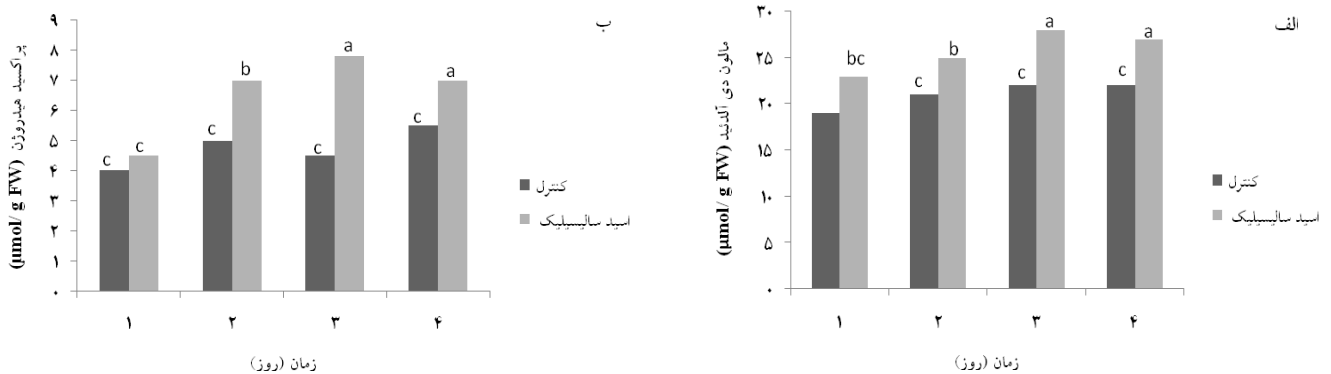 الف
مالون دی آلدئید (µmol/ g FW)
۳۰
۲۵
۲۰
۱۵
۱۰
۵
۰
bc
c b
c a
c a
۱ ۲ ۳ ۴
زمان (روز)
کنترل
اسید سالیسیلیک
ب
پراکسید هیدروژن (µmol/ g FW)
۹
۸
۷
۶
۵
۴
۳
۲
۱
۰
c c
c b
c a
c a
۱ ۲ ۳ ۴
زمان (روز)
کنترل
اسید سالیسیلیک